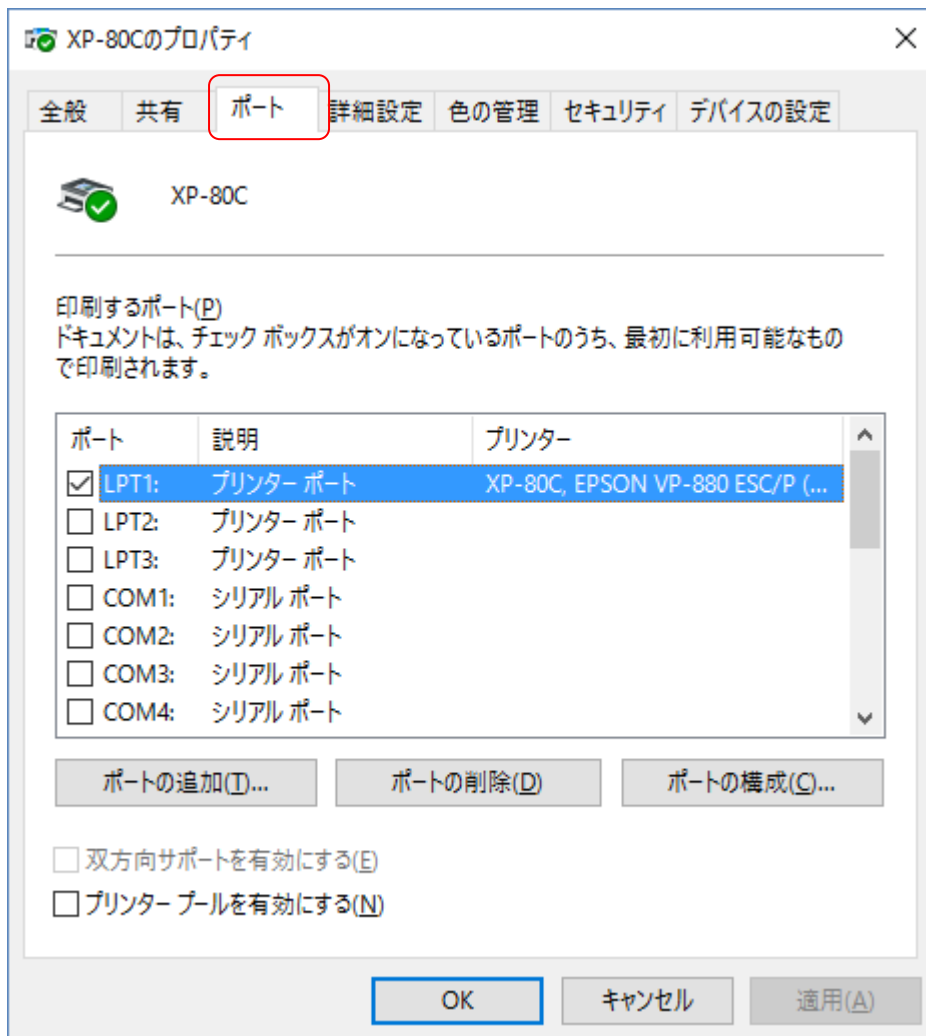 XP-80Cのプロパティ
全般 共有 ポート 詳細設定 色の管理 セキュリティ デバイスの設定
XP-80C
印刷するポート(P)
ドキュメントは、チェック ボックスがオンになっているポートのうち、最初に利用可能なもの
で印刷されます。
ポート 説明 プリンター
LPT1: プリンター ポート XP-80C, EPSON VP-880 ESC/P (...
LPT2: プリンター ポート
LPT3: プリンター ポート
COM1: シリアル ポート
COM2: シリアル ポート
COM3: シリアル ポート
COM4: シリアル ポート
ポートの追加(T)... ポートの削除(D) ポートの構成(C)...
双方向サポートを有効にする(E)
プリンター プールを有効にする(N)
OK キャンセル 適用(A)